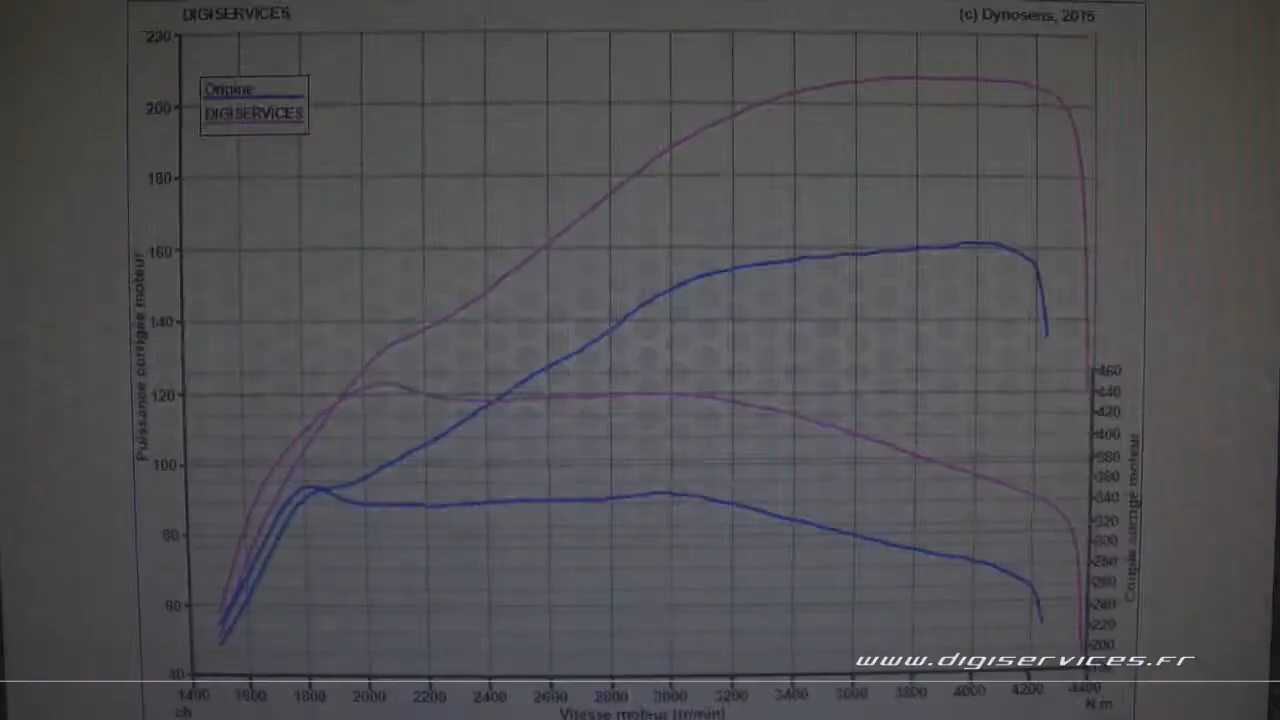 DIGISERVICES
(c) Dynosens, 2015
Origine
DIGISERVICES
220
200
180
160
140
120
100
80
60
40
Puissance corrigée moteur
460
440
420
400
380
360
340
320
300
280
260
240
220
200
Couple corrigé moteur
www.digiservices.fr
1400 1600 1800 2000 2200 2400 2600 2800 3000 3200 3400 3600 3800 4000 4200 4400
ch
Vitesse moteur (tr/min)
N.m